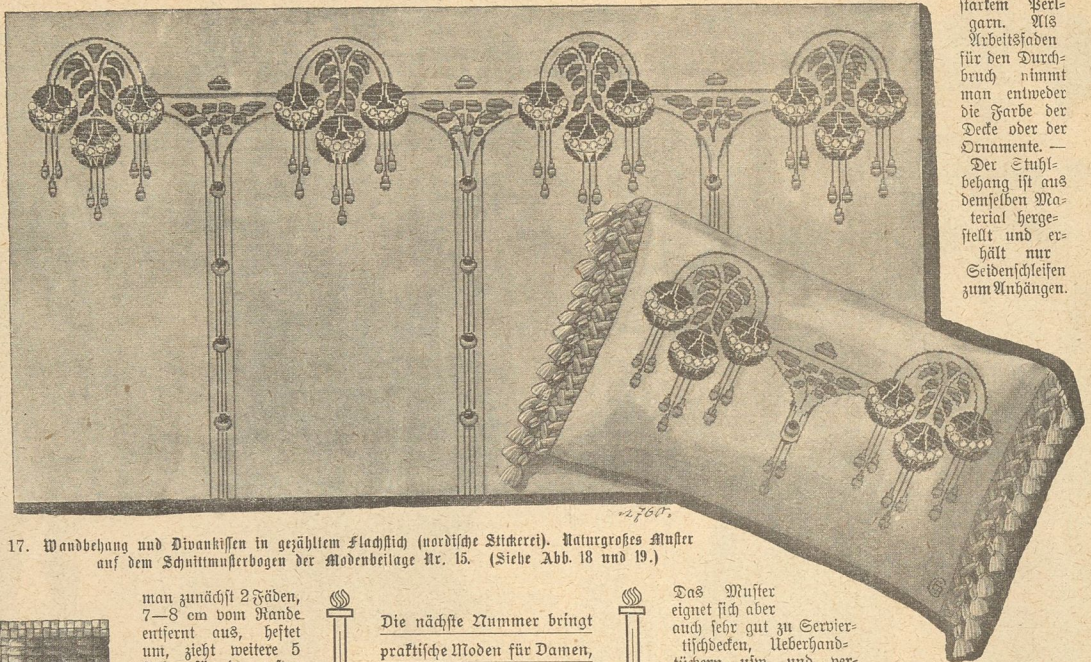 starkem Perl=
garn. Als
Arbeitsfaden
für den Durch=
bruch nimmt
man entweder
die Farbe der
Decke oder der
Ornamente. —
Der Stuhl=
behang ist aus
demselben Ma=
terial herge=
stellt und er=
hält nur
Seidenschleifen
zum Anhängen.
17. Wandbehang und Divankissen in gezähltem Flachstich (nordische Stickerei). Naturgroßes Muster
auf dem Schnittmusterbogen der Modenbeilage Nr. 15. (Siehe Abb. 18 und 19.)
man zunächst 2 Fäden,
7—8 cm vom Rande
entfernt aus, heftet
um, zieht weitere 5
Die nächste Nummer bringt
praktische Moden für Damen,
Das Muster
eignet sich aber
auch sehr gut zu Servier=
tischdecken, Ueberhand=
tüchern usw. und ver=